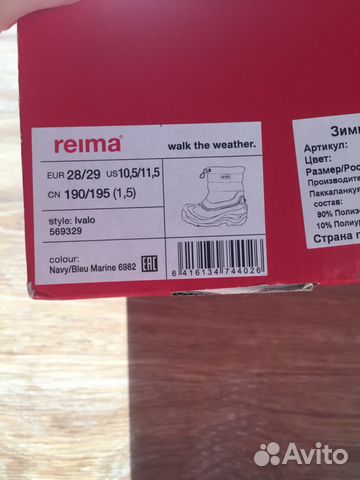 reima®
walk the weather.
EUR 28/29 US 10,5/11,5
CN 190/195 (1,5)
style: Ivalo
569329
colour:
Navy/Bleu Marine 6982
EAC
6 416134 744026
Зим
Артикул:
Цвет:
Размер/Рос
Производите
Паккаланку
состав:
90% Полиэ
10% Полиу
Страна п
Avito